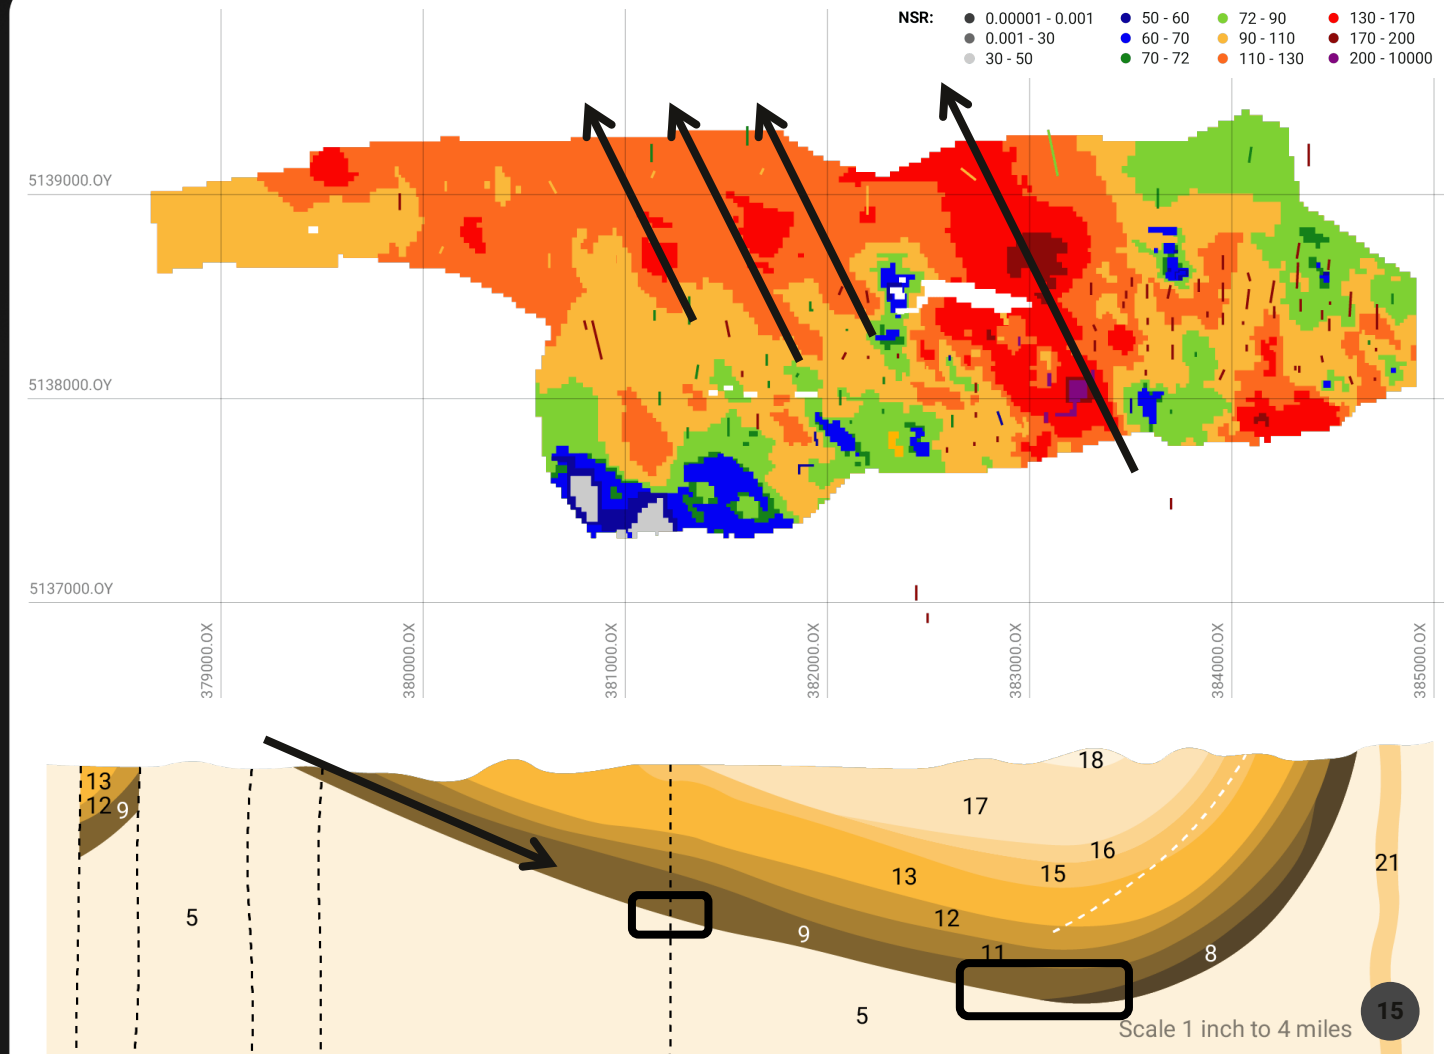 NSR:
0.00001 - 0.001
50 - 60
72 - 90
130 - 170
0.001 - 30
60 - 70
90 - 110
170 - 200
30 - 50
70 - 72
110 - 130
200 - 10000
5139000.OY
5138000.OY
5137000.OY
379000.OX
380000.OX
381000.OX
382000.OX
383000.OX
384000.OX
385000.OX
18
13
12
9
17
16
15
13
21
12
5
9
11
8
5
15
Scale 1 inch to 4 miles